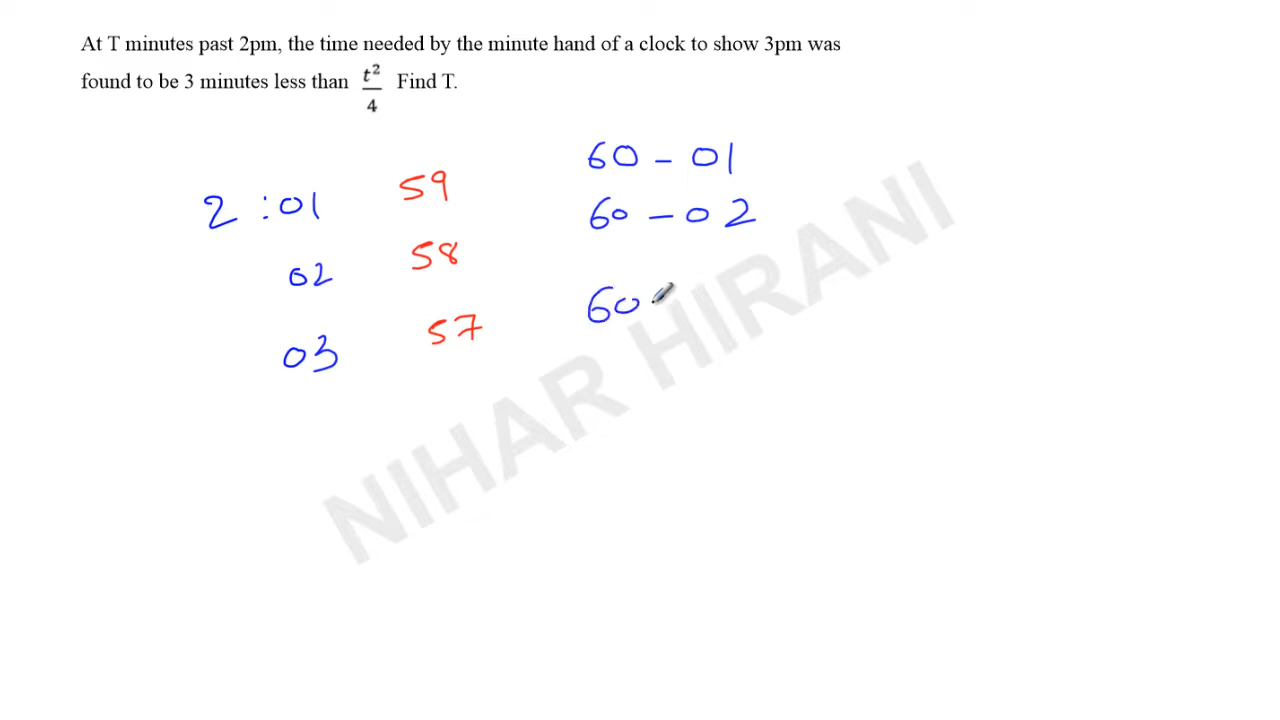 At T minutes past 2pm, the time needed by the minute hand of a clock to show 3pm was
found to be 3 minutes less than t²/4 Find T.
2 : 01 59
02 58
03 57
60 - 01
60 - 02
60
NIHAR HIRANI